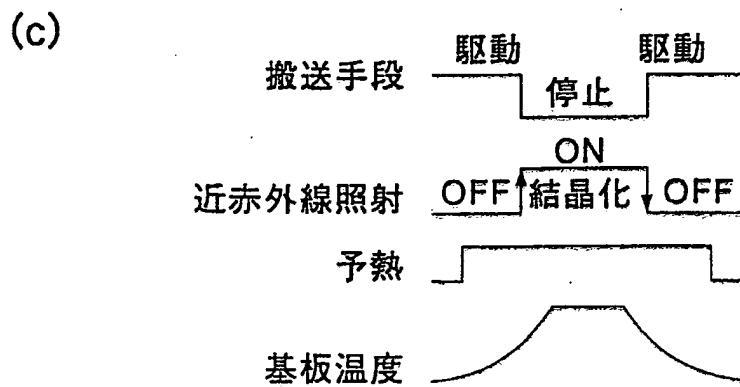 (c)
駆動 駆動
搬送手段 停止
ON
近赤外線照射 OFF 結晶化 OFF
予熱
基板温度